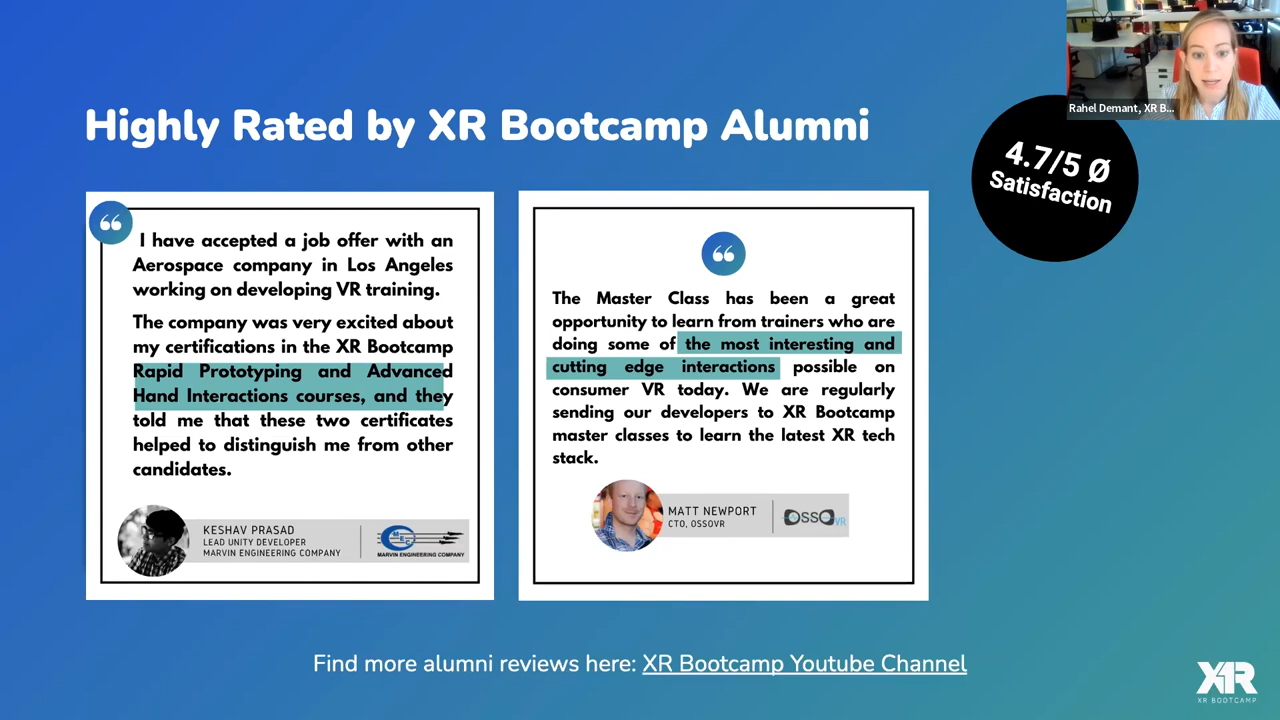 Rahel Demant, XR B...
Highly Rated by XR Bootcamp Alumni
4.7/5 Ø
Satisfaction
I have accepted a job offer with an
Aerospace company in Los Angeles
working on developing VR training.
The company was very excited about
my certifications in the XR Bootcamp
Rapid Prototyping and Advanced
Hand Interactions courses, and they
told me that these two certificates
helped to distinguish me from other
candidates.
KESHAV PRASAD
LEAD UNITY DEVELOPER
MARVIN ENGINEERING COMPANY
MEC
MARVIN ENGINEERING COMPANY
The Master Class has been a great
opportunity to learn from trainers who are
doing some of the most interesting and
cutting edge interactions possible on
consumer VR today. We are regularly
sending our developers to XR Bootcamp
master classes to learn the latest XR tech
stack.
MATT NEWPORT
CTO, OSSOVR
OSSO VR
Find more alumni reviews here: XR Bootcamp Youtube Channel
XR
XR BOOTCAMP